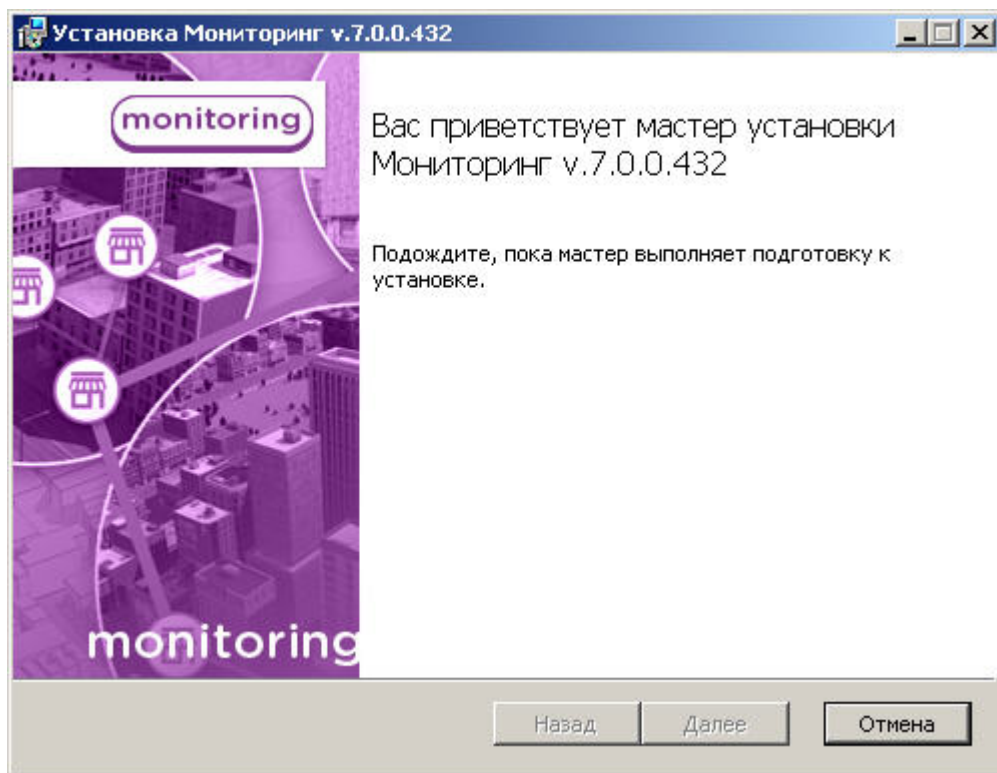 Установка Мониторинг v.7.0.0.432
monitoring
Вас приветствует мастер установки
Мониторинг v.7.0.0.432
Подождите, пока мастер выполняет подготовку к
установке.
monitoring
Назад
Далее
Отмена